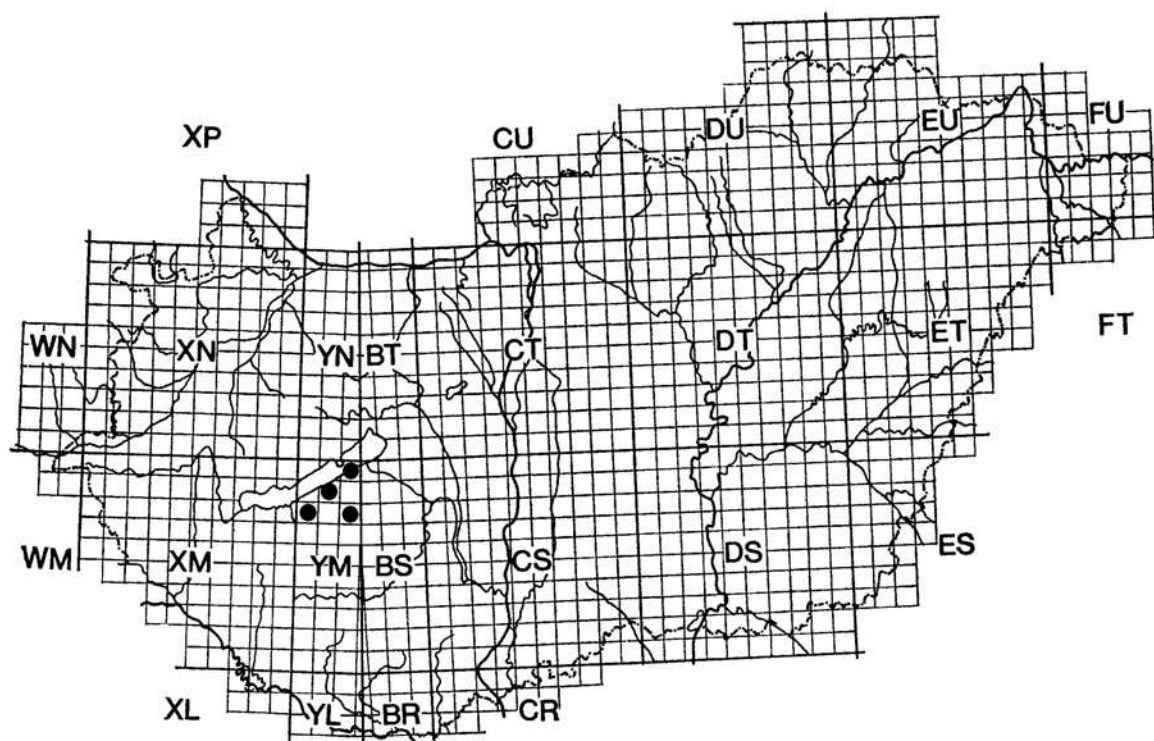 XP CU DU EU FU
WN XN YN BT CT DT ET FT
WM XM YM BS CS DS ES
XL YL BR CR